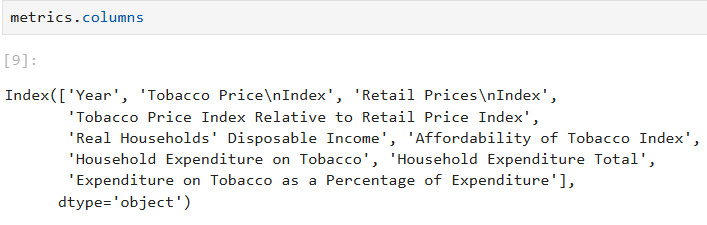 metrics.columns
[9]:
Index(['Year', 'Tobacco Price\nIndex', 'Retail Prices\nIndex',
'Tobacco Price Index Relative to Retail Price Index',
'Real Households' Disposable Income', 'Affordability of Tobacco Index',
'Household Expenditure on Tobacco', 'Household Expenditure Total',
'Expenditure on Tobacco as a Percentage of Expenditure'],
dtype='object')